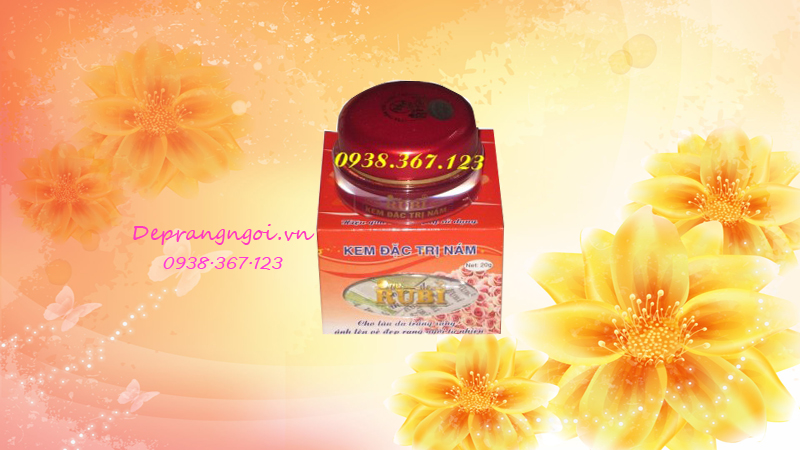 0938.367.123
RUBI
KEM ĐẶC TRỊ NÁM
Deprangngoi.vn
0938·367·123
KEM ĐẶC TRỊ NÁM
Net: 20g
RUBI
Cho làn da trắng sáng